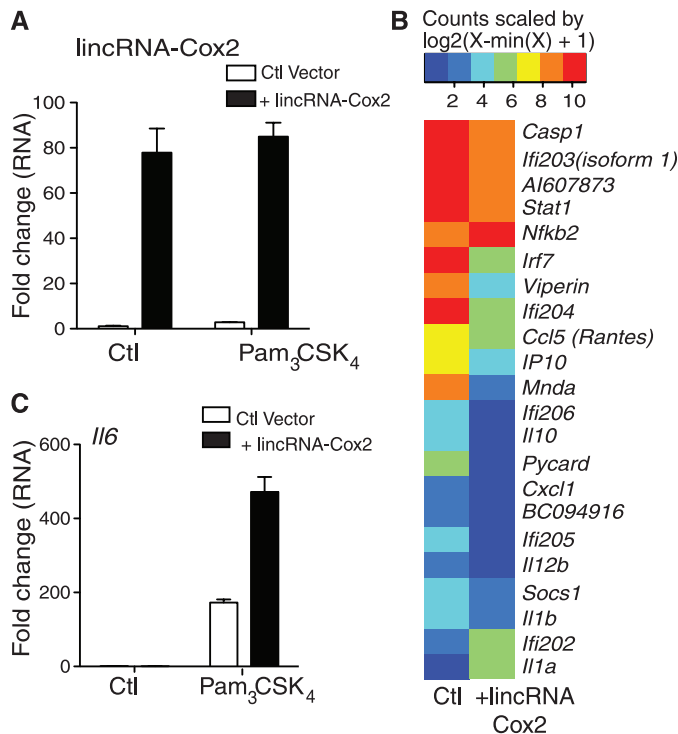 A
lincRNA-Cox2
Ctl Vector
+ lincRNA-Cox2
Fold change (RNA)
100
80
60
40
20
0
Ctl
Pam3CSK4
B
Counts scaled by
log2(X-min(X) + 1)
2 4 6 8 10
Casp1
Ifi203(isoform 1)
AI607873
Stat1
Nfkb2
Irf7
Viperin
Ifi204
Ccl5 (Rantes)
IP10
Mnda
Ifi206
Il10
Pycard
Cxcl1
BC094916
Ifi205
Il12b
Socs1
Il1b
Ifi202
Il1a
Ctl +lincRNA
Cox2
C
Il6
Ctl Vector
+ lincRNA-Cox2
Fold change (RNA)
600
400
200
0
Ctl
Pam3CSK4